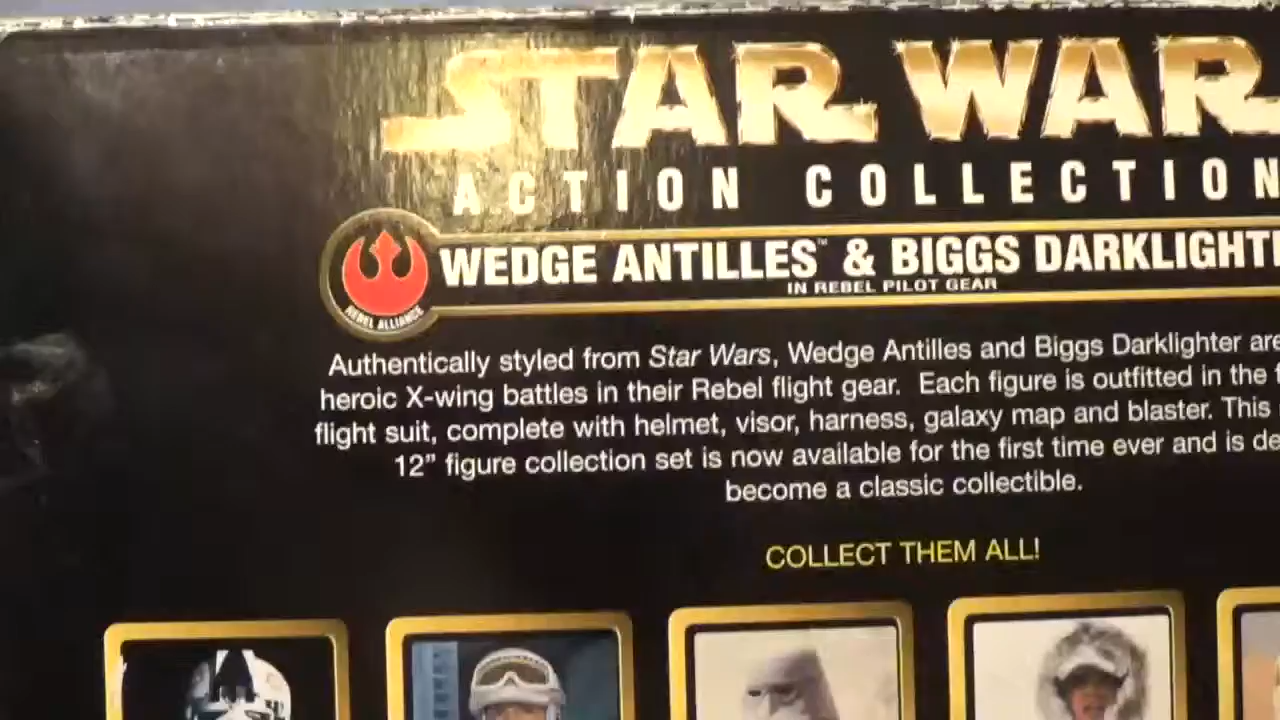 STAR WAR
ACTION COLLECTION
WEDGE ANTILLES™ & BIGGS DARKLIGHTE
IN REBEL PILOT GEAR
REBEL ALLIANCE
Authentically styled from Star Wars, Wedge Antilles and Biggs Darklighter are
heroic X-wing battles in their Rebel flight gear. Each figure is outfitted in the f
flight suit, complete with helmet, visor, harness, galaxy map and blaster. This
12” figure collection set is now available for the first time ever and is de
become a classic collectible.
COLLECT THEM ALL!